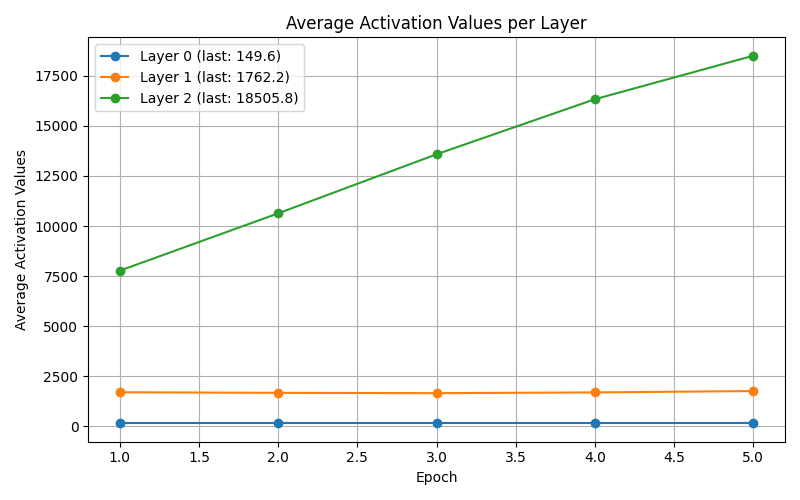 Average Activation Values per Layer
Layer 0 (last: 149.6)
Layer 1 (last: 1762.2)
Layer 2 (last: 18505.8)
17500
15000
12500
10000
7500
5000
2500
0
Average Activation Values
1.0 1.5 2.0 2.5 3.0 3.5 4.0 4.5 5.0
Epoch